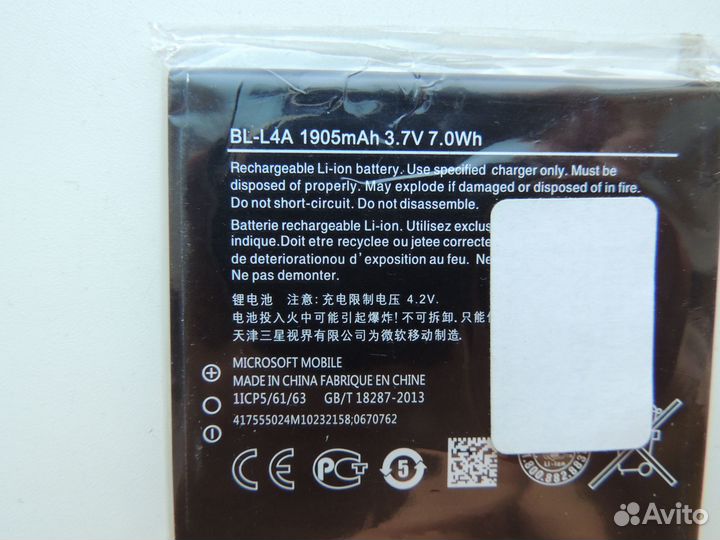 BL-L4A 1905mAh 3.7V 7.0Wh
Rechargeable Li-ion battery. Use specified charger only. Must be
disposed of properly. May explode if damaged or disposed of in fire.
Do not short-circuit. Do not disassemble.
Batterie rechargeable Li-ion. Utilisez exclus
indique.Doit etre recyclee ou jetee correcte
de deteriorationou d'exposition au feu. Ne
Ne pas demonter.
锂电池 注意:充电限制电压 4.2V.
电池投入火中可能引起爆炸!不可拆卸.只能
天津三星视界有限公司为微软移动制造.
MICROSOFT MOBILE
MADE IN CHINA FABRIQUE EN CHINE
1ICP5/61/63 GB/T 18287-2013
417555024M10232158;0670762
CE PCT 5
Li-ion
Avito